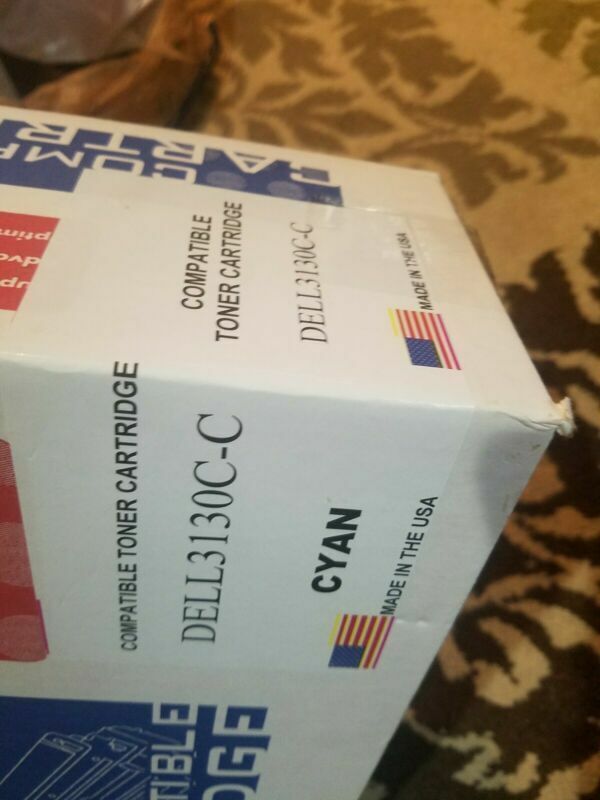 COMPATIBLE
TONER CARTRIDGE
DELL3130C-C
MADE IN THE USA
COMPATIBLE TONER CARTRIDGE
DELL3130C-C
CYAN
MADE IN THE USA